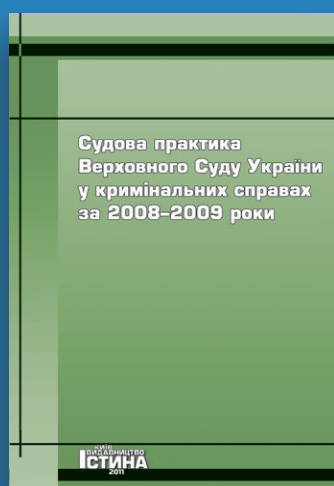 Судова практика
Верховного Суду України
у кримінальних справах
за 2008–2009 роки
КИЇВ
ВИДАВНИЦТВО
ІСТИНА
2011